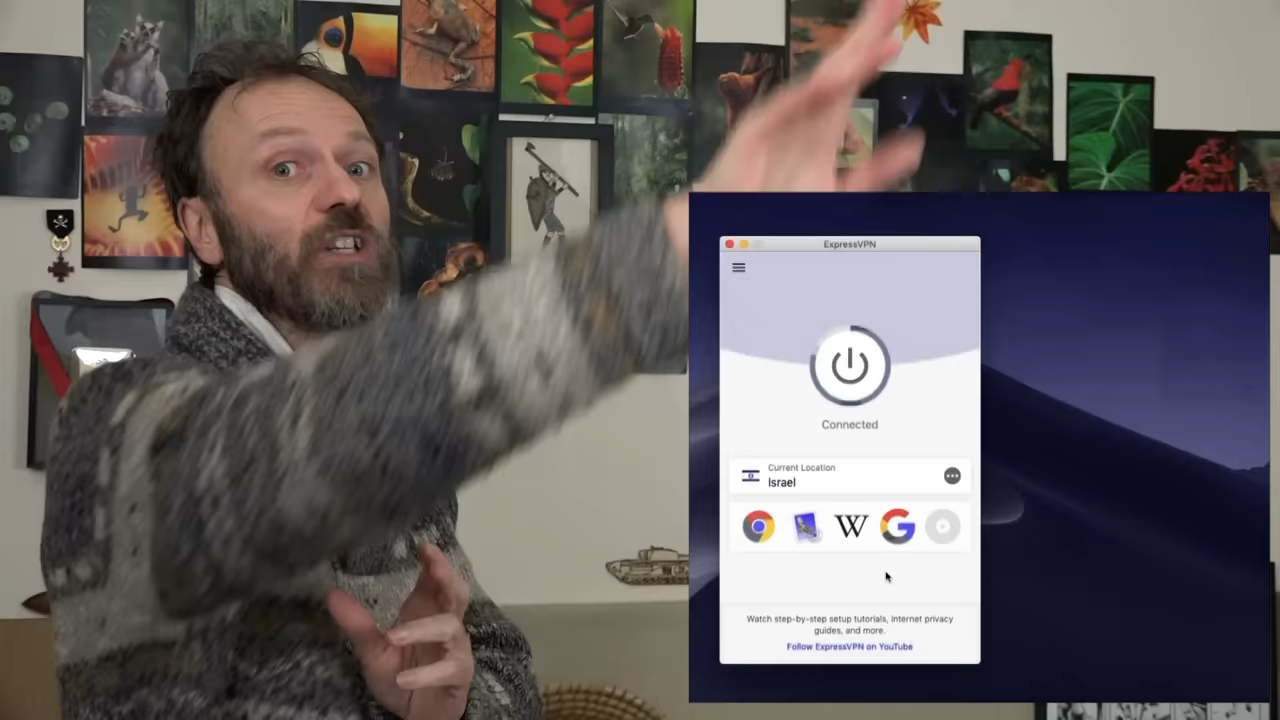 ExpressVPN
Connected
Current Location
Israel
W
G
Watch step-by-step setup tutorials, internet privacy
guides, and more.
Follow ExpressVPN on YouTube